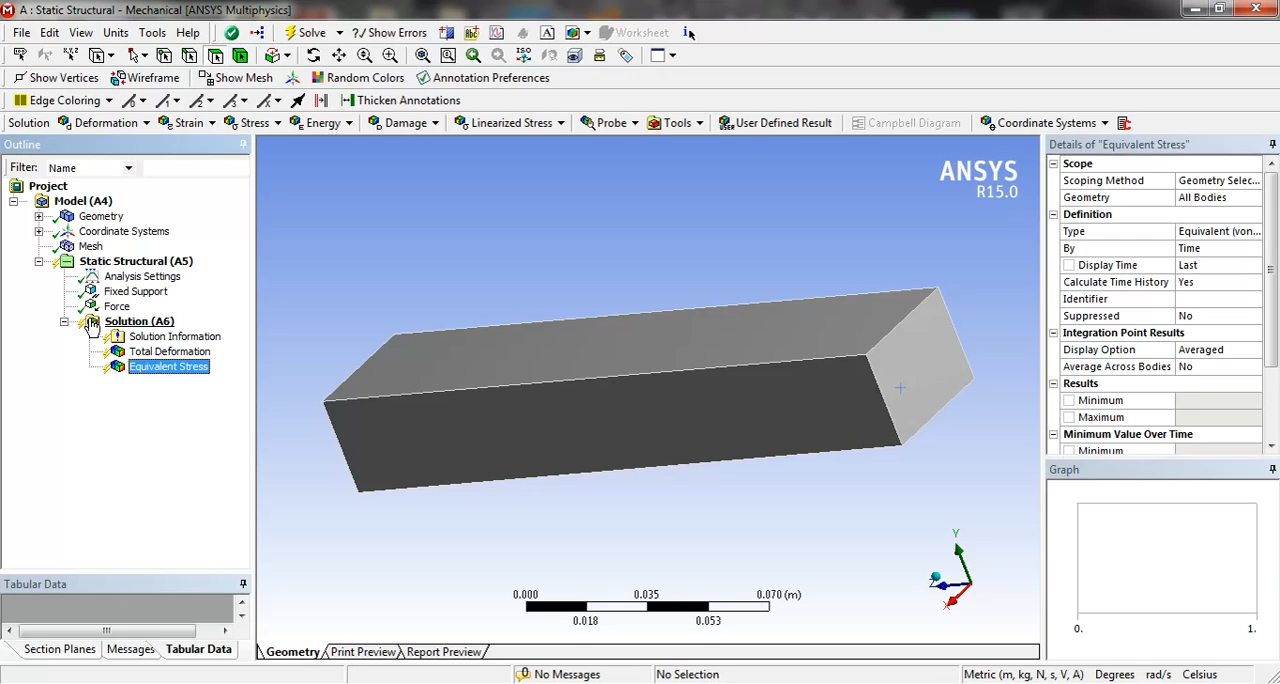 A : Static Structural - Mechanical [ANSYS Multiphysics]
File Edit View Units Tools Help Solve ?/ Show Errors Worksheet
Show Vertices Wireframe Show Mesh Random Colors Annotation Preferences
Edge Coloring Thicken Annotations
Solution Deformation Strain Stress Energy Damage Linearized Stress Probe Tools User Defined Result Campbell Diagram Coordinate Systems
Outline
Filter: Name
Project
Model (A4)
Geometry
Coordinate Systems
Mesh
Static Structural (A5)
Analysis Settings
Fixed Support
Force
Solution (A6)
Solution Information
Total Deformation
Equivalent Stress
Tabular Data
Section Planes Messages Tabular Data
ANSYS
R15.0
Y
Z
X
0.000 0.035 0.070 (m)
0.018 0.053
Geometry Print Preview Report Preview
Details of "Equivalent Stress"
Scope
Scoping Method Geometry Selec...
Geometry All Bodies
Definition
Type Equivalent (von...
By Time
Display Time Last
Calculate Time History Yes
Identifier
Suppressed No
Integration Point Results
Display Option Averaged
Average Across Bodies No
Results
Minimum
Maximum
Minimum Value Over Time
Minimum
Graph
0. 1.
No Messages No Selection Metric (m, kg, N, s, V, A) Degrees rad/s Celsius